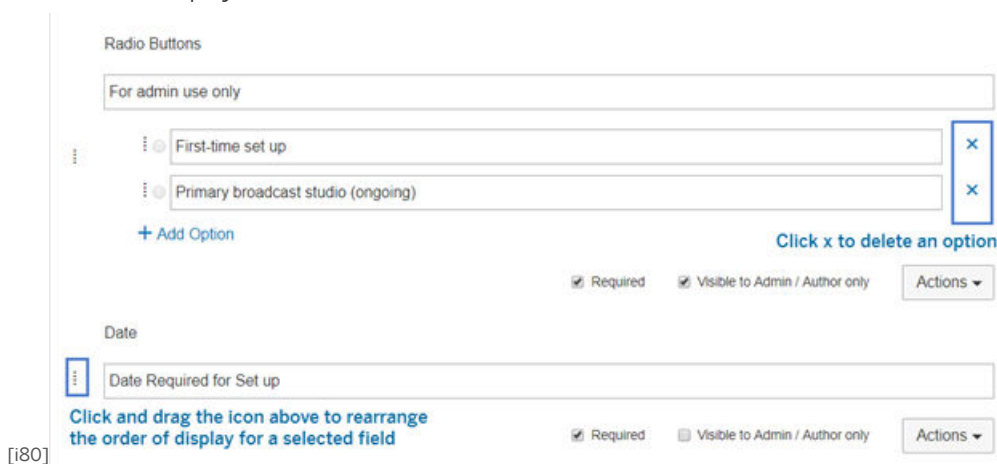 Radio Buttons
For admin use only
First-time set up
×
Primary broadcast studio (ongoing)
×
+ Add Option
Click x to delete an option
Required
Visible to Admin / Author only
Actions
Date
Date Required for Set up
Click and drag the icon above to rearrange
the order of display for a selected field
Required
Visible to Admin / Author only
Actions
[i80]